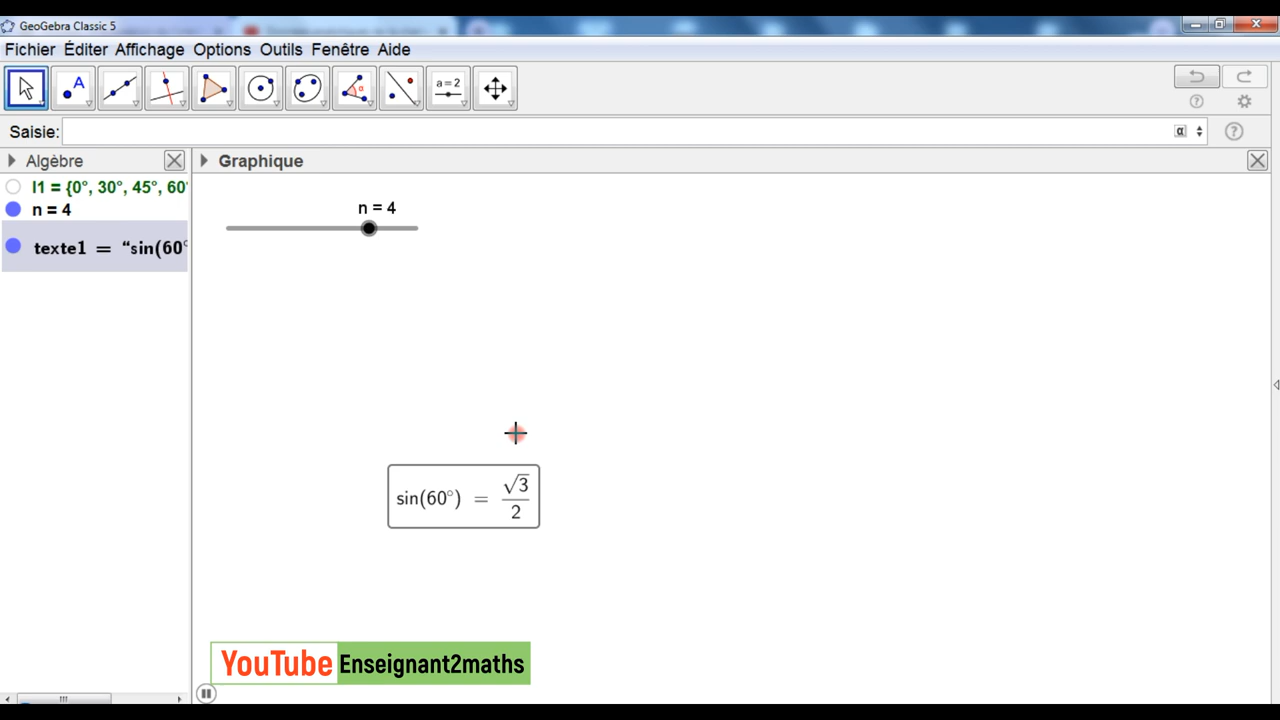 GeoGebra Classic 5
Fichier Éditer Affichage Options Outils Fenêtre Aide
A
α
a=2
Saisie:
α
Algèbre
Graphique
l1 = {0°, 30°, 45°, 60°
n = 4
texte1 = “sin(60°
n = 4
sin(60°) = √3/2
YouTube Enseignant2maths